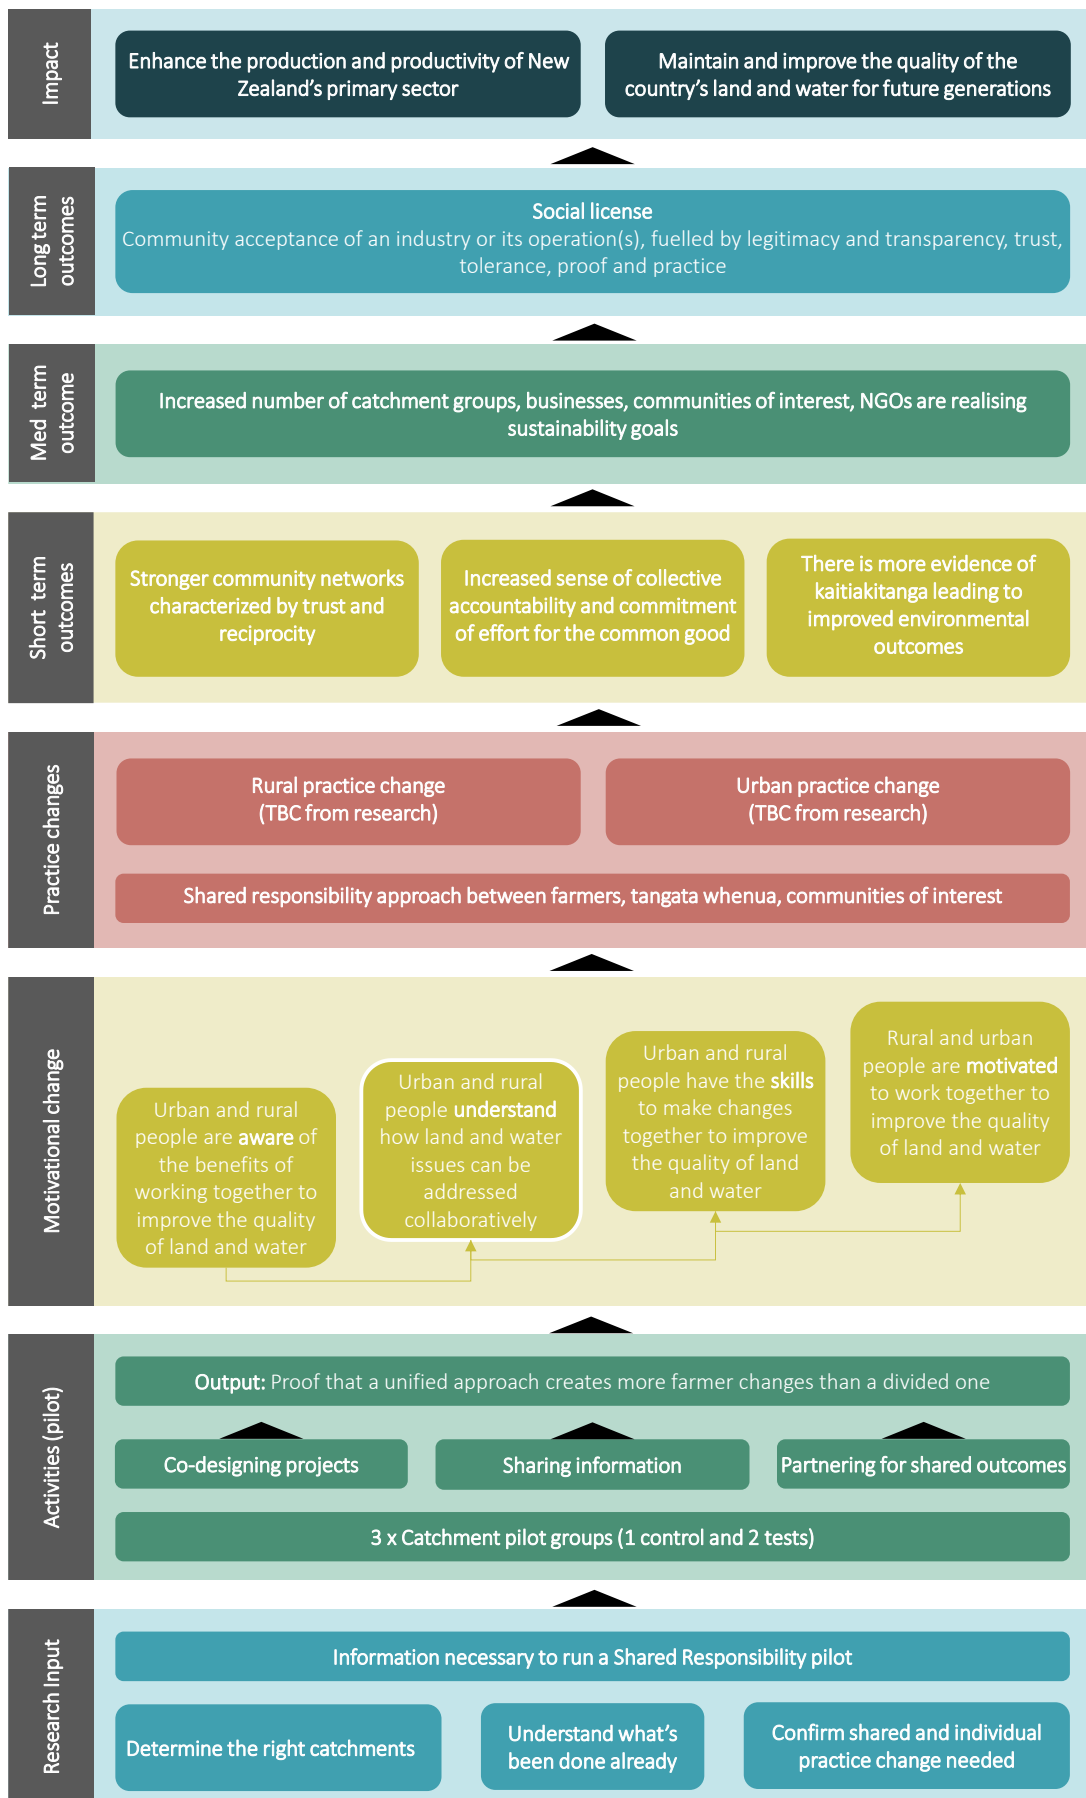 Impact
Enhance the production and productivity of New
Zealand's primary sector
Maintain and improve the quality of the
country's land and water for future generations
Long term
outcomes
Social license
Community acceptance of an industry or its operation(s), fuelled by legitimacy and transparency, trust,
tolerance, proof and practice
Med term
outcome
Increased number of catchment groups, businesses, communities of interest, NGOs are realising
sustainability goals
Short term
outcomes
Stronger community networks
characterized by trust and
reciprocity
Increased sense of collective
accountability and commitment
of effort for the common good
There is more evidence of
kaitiakitanga leading to
improved environmental
outcomes
Practice changes
Rural practice change
(TBC from research)
Urban practice change
(TBC from research)
Shared responsibility approach between farmers, tangata whenua, communities of interest
Motivational change
Urban and rural
people are aware of
the benefits of
working together to
improve the quality
of land and water
Urban and rural
people understand
how land and water
issues can be
addressed
collaboratively
Urban and rural
people have the skills
to make changes
together to improve
the quality of land
and water
Rural and urban
people are motivated
to work together to
improve the quality
of land and water
Activities (pilot)
Output: Proof that a unified approach creates more farmer changes than a divided one
Co-designing projects
Sharing information
Partnering for shared outcomes
3 x Catchment pilot groups (1 control and 2 tests)
Research Input
Information necessary to run a Shared Responsibility pilot
Determine the right catchments
Understand what's
been done already
Confirm shared and individual
practice change needed